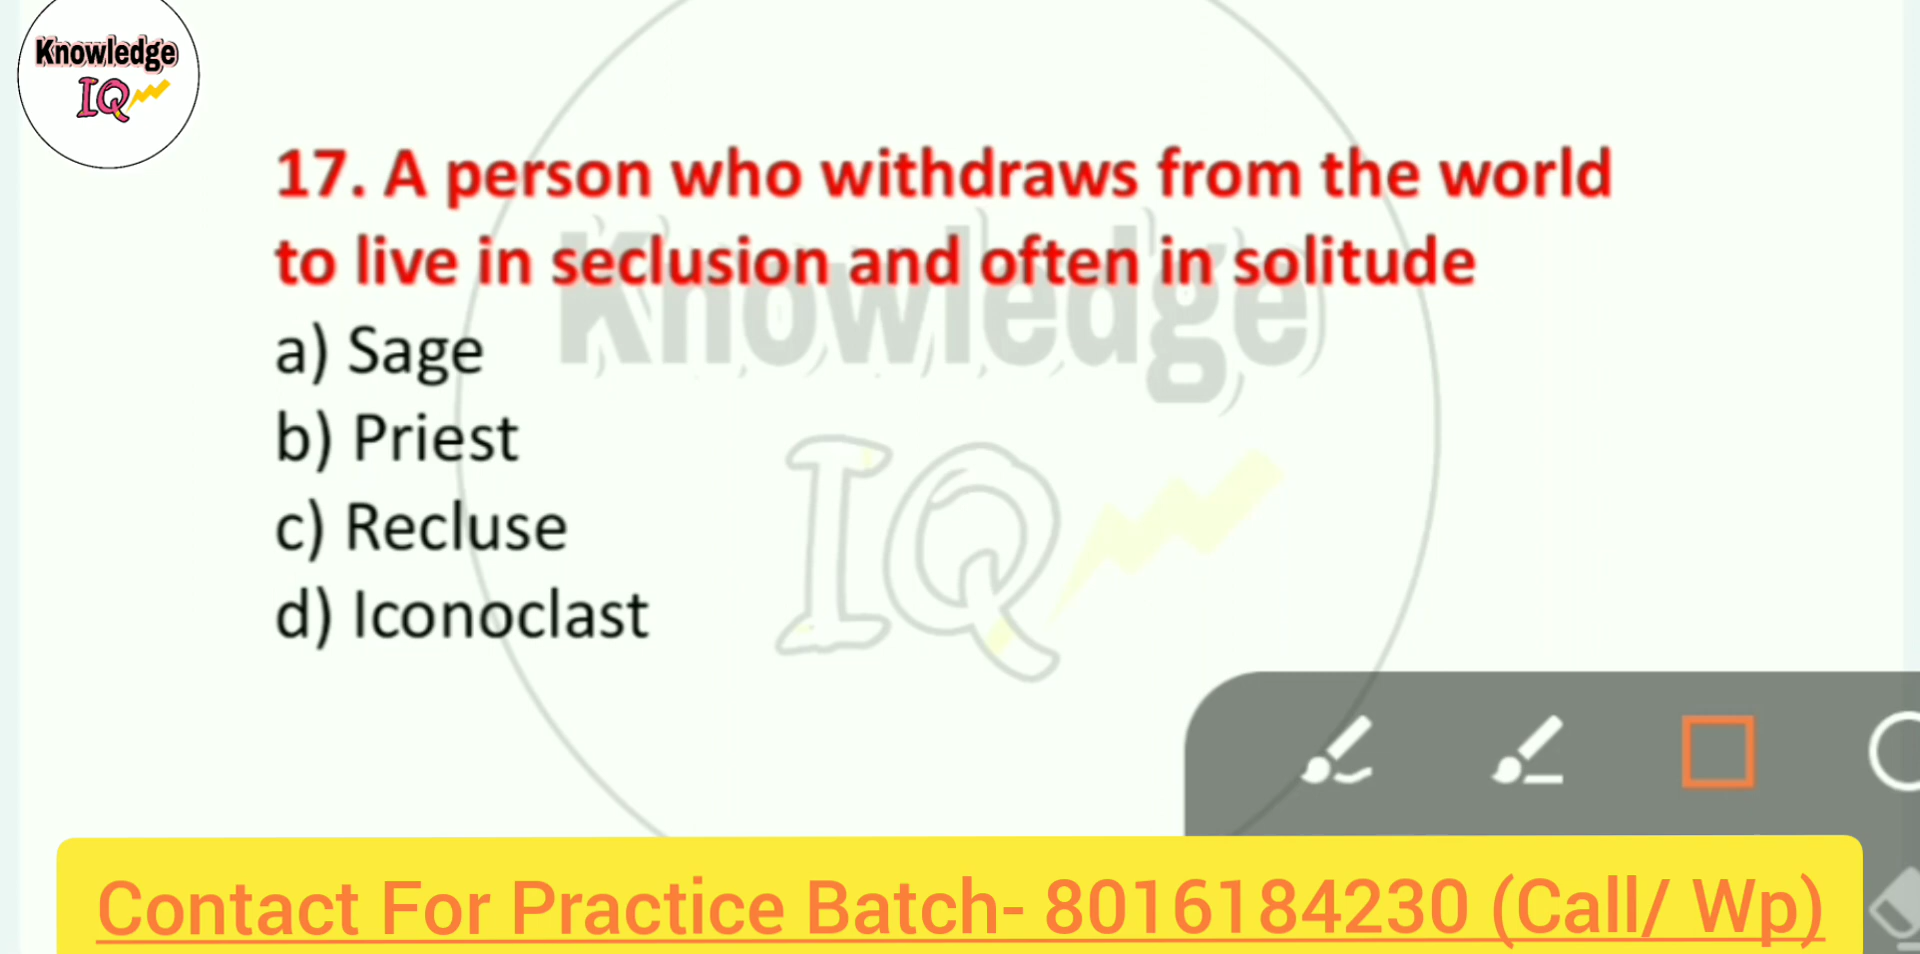 Knowledge
IQ
17. A person who withdraws from the world
to live in seclusion and often in solitude
a) Sage
b) Priest
c) Recluse
d) Iconoclast
Knowledge
IQ
Contact For Practice Batch- 8016184230 (Call/ Wp)